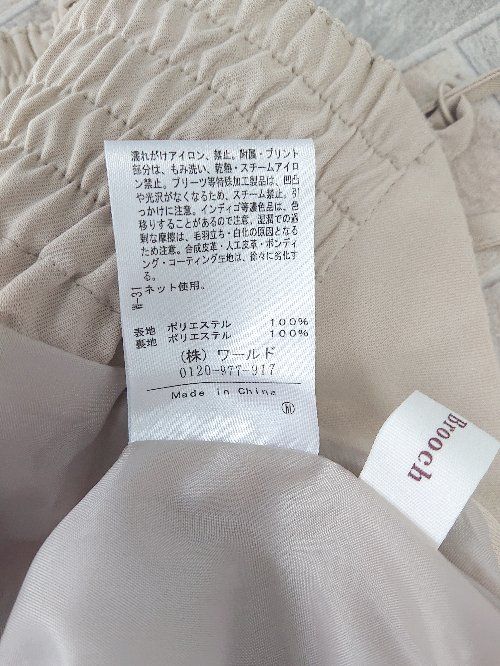 濡れがけアイロン、禁止。附属・プリント
部分は、もみ洗い、乾熱・スチームアイロ
ン禁止。プリーツ等特殊加工製品は、凹凸
や光沢がなくなるため、スチーム禁止。引
っかけに注意。インディゴ等濃色品は、色
移りすることがあるので注意。湿潤での過
剰な摩擦は、毛羽立ち・白化の原因となる
ため注意。合成皮革・人工皮革・ボンディ
ング・コーティング生地は、徐々に劣化す
る。
ネット使用。
W-31
表地 ポリエステル 100%
裏地 ポリエステル 100%
(株) ワールド
0120-977-917
Made in China
Brooch